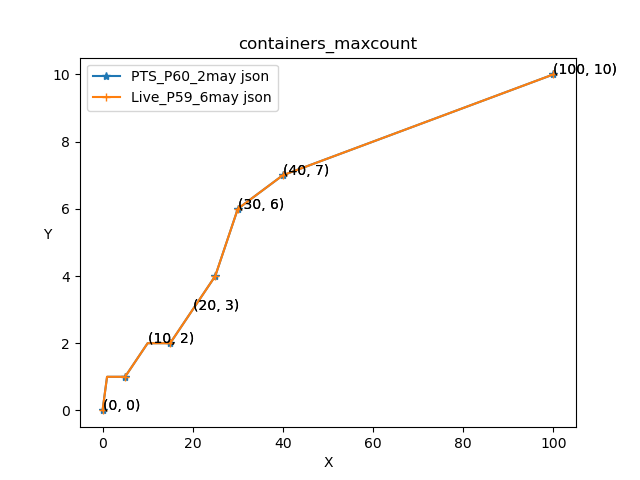 containers_maxcount
PTS_P60_2may json
Live_P59_6may json
(100, 10)
(40, 7)
(30, 6)
(20, 3)
(10, 2)
(0, 0)
10
8
6
4
2
0
Y
0 20 40 60 80 100
X